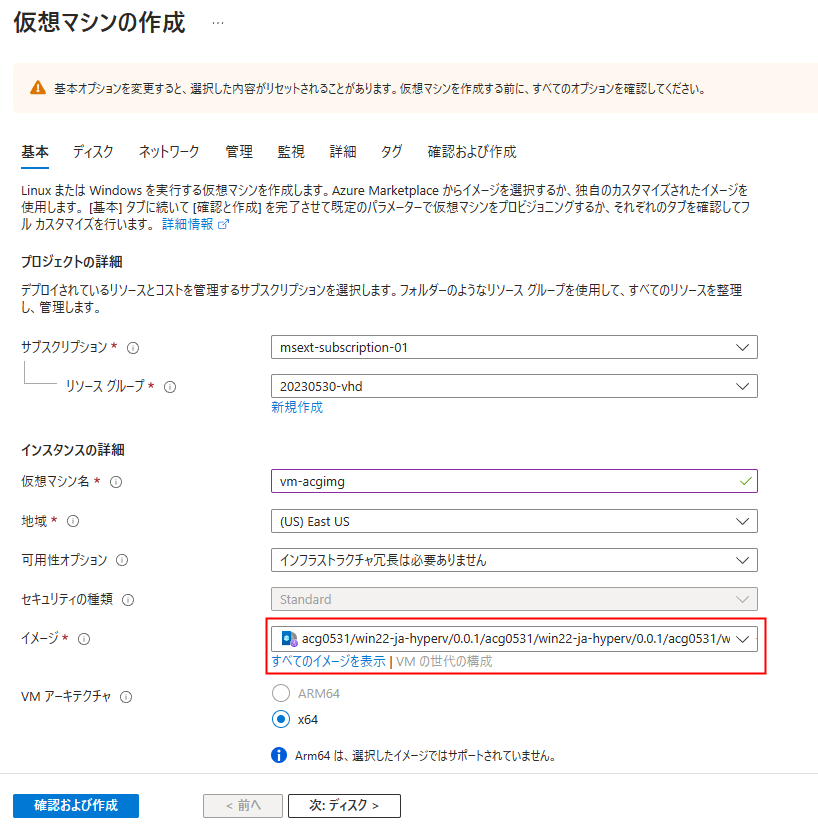 仮想マシンの作成 ...
基本オプションを変更すると、選択した内容がリセットされることがあります。仮想マシンを作成する前に、すべてのオプションを確認してください。
基本 ディスク ネットワーク 管理 監視 詳細 タグ 確認および作成
Linux または Windows を実行する仮想マシンを作成します。Azure Marketplace からイメージを選択するか、独自のカスタマイズされたイメージを
使用します。[基本] タブに続いて [確認と作成] を完了させて既定のパラメーターで仮想マシンをプロビジョニングするか、それぞれのタブを確認してフ
ル カスタマイズを行います。 詳細情報
プロジェクトの詳細
デプロイされているリソースとコストを管理するサブスクリプションを選択します。フォルダーのようなリソース グループを使用して、すべてのリソースを整理
し、管理します。
サブスクリプション * msext-subscription-01
リソース グループ * 20230530-vhd
新規作成
インスタンスの詳細
仮想マシン名 * vm-acgimg
地域 * (US) East US
可用性オプション インフラストラクチャ冗長は必要ありません
セキュリティの種類 Standard
イメージ * acg0531/win22-ja-hyperv/0.0.1/acg0531/win22-ja-hyperv/0.0.1/acg0531/w
すべてのイメージを表示 | VM の世代の構成
VM アーキテクチャ ARM64
x64
Arm64 は、選択したイメージではサポートされていません。
確認および作成 < 前へ 次: ディスク >